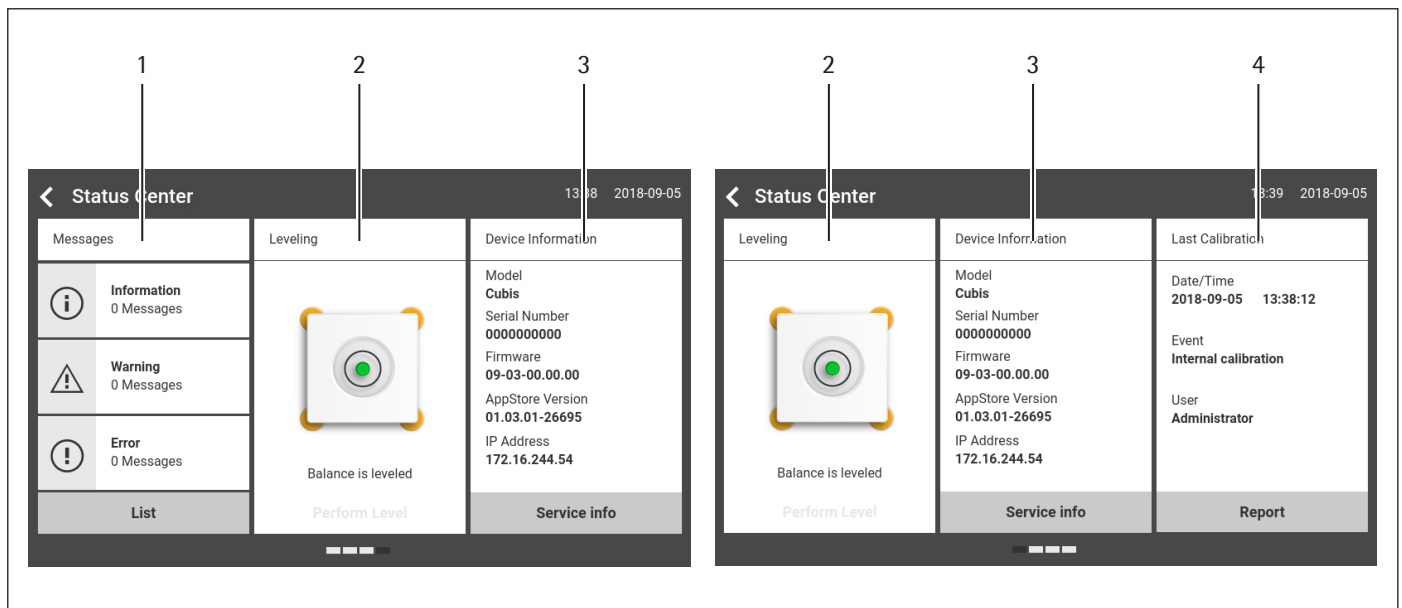 1
2
3
2
3
4
Status Center
13:38 2018-09-05
Messages
Information
0 Messages
Warning
0 Messages
Error
0 Messages
List
Leveling
Balance is leveled
Perform Level
Device Information
Model
Cubis
Serial Number
0000000000
Firmware
09-03-00.00.00
AppStore Version
01.03.01-26695
IP Address
172.16.244.54
Service info
Status Center
13:39 2018-09-05
Leveling
Balance is leveled
Perform Level
Device Information
Model
Cubis
Serial Number
0000000000
Firmware
09-03-00.00.00
AppStore Version
01.03.01-26695
IP Address
172.16.244.54
Service info
Last Calibration
Date/Time
2018-09-05 13:38:12
Event
Internal calibration
User
Administrator
Report